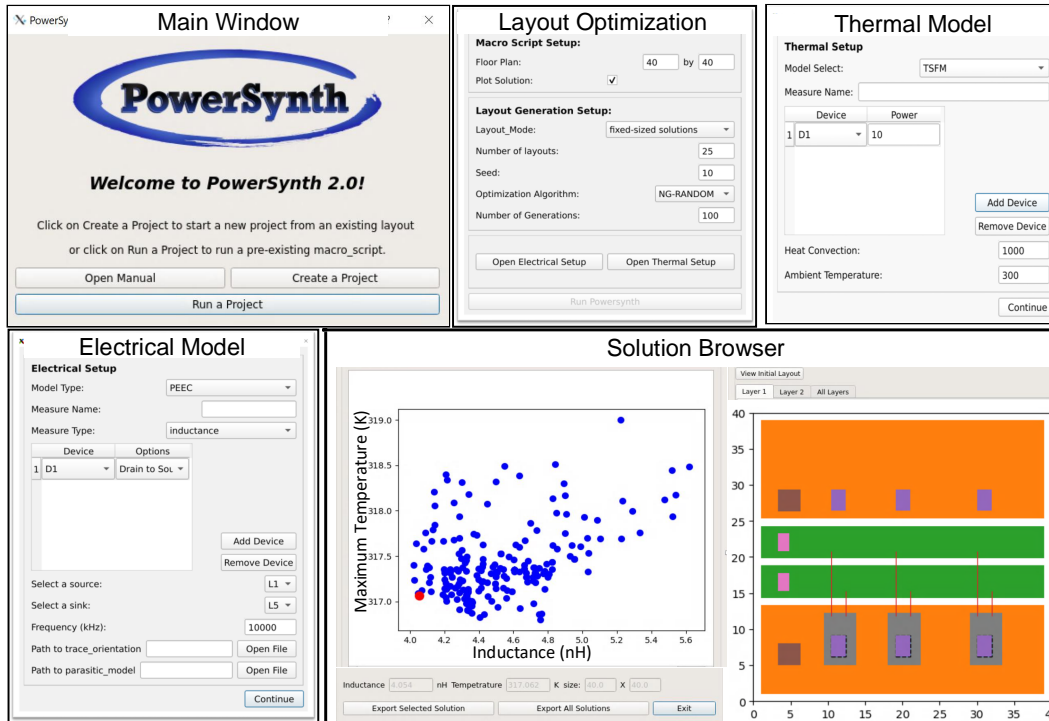 PowerSy
Main Window
PowerSynth
Welcome to PowerSynth 2.0!
Click on Create a Project to start a new project from an existing layout
or click on Run a Project to run a pre-existing macro_script.
Open Manual
Create a Project
Run a Project
Layout Optimization
Macro Script Setup:
Floor Plan: 40 by 40
Plot Solution:
Layout Generation Setup:
Layout_Mode: fixed-sized solutions
Number of layouts: 25
Seed: 10
Optimization Algorithm: NG-RANDOM
Number of Generations: 100
Open Electrical Setup
Open Thermal Setup
Run Powersynth
Thermal Model
Thermal Setup
Model Select: TSFM
Measure Name:
Device Power
1 D1 10
Add Device
Remove Device
Heat Convection: 1000
Ambient Temperature: 300
Continue
Electrical Model
Electrical Setup
Model Type: PEEC
Measure Name:
Measure Type: inductance
Device Options
1 D1 Drain to Sou
Add Device
Remove Device
Select a source: L1
Select a sink: L5
Frequency (kHz): 10000
Path to trace_orientation Open File
Path to parasitic_model Open File
Continue
Solution Browser
Maximum Temperature (K)
319.0
318.5
318.0
317.5
317.0
4.0 4.2 4.4 4.6 4.8 5.0 5.2 5.4 5.6
Inductance (nH)
Inductance 4.054 nH Tempetrature 317.062 K size: 40.0 X 40.0
Export Selected Solution
Export All Solutions
Exit
View Initial Layout
Layer 1 Layer 2 All Layers
40
35
30
25
20
15
10
5
0
0 5 10 15 20 25 30 35